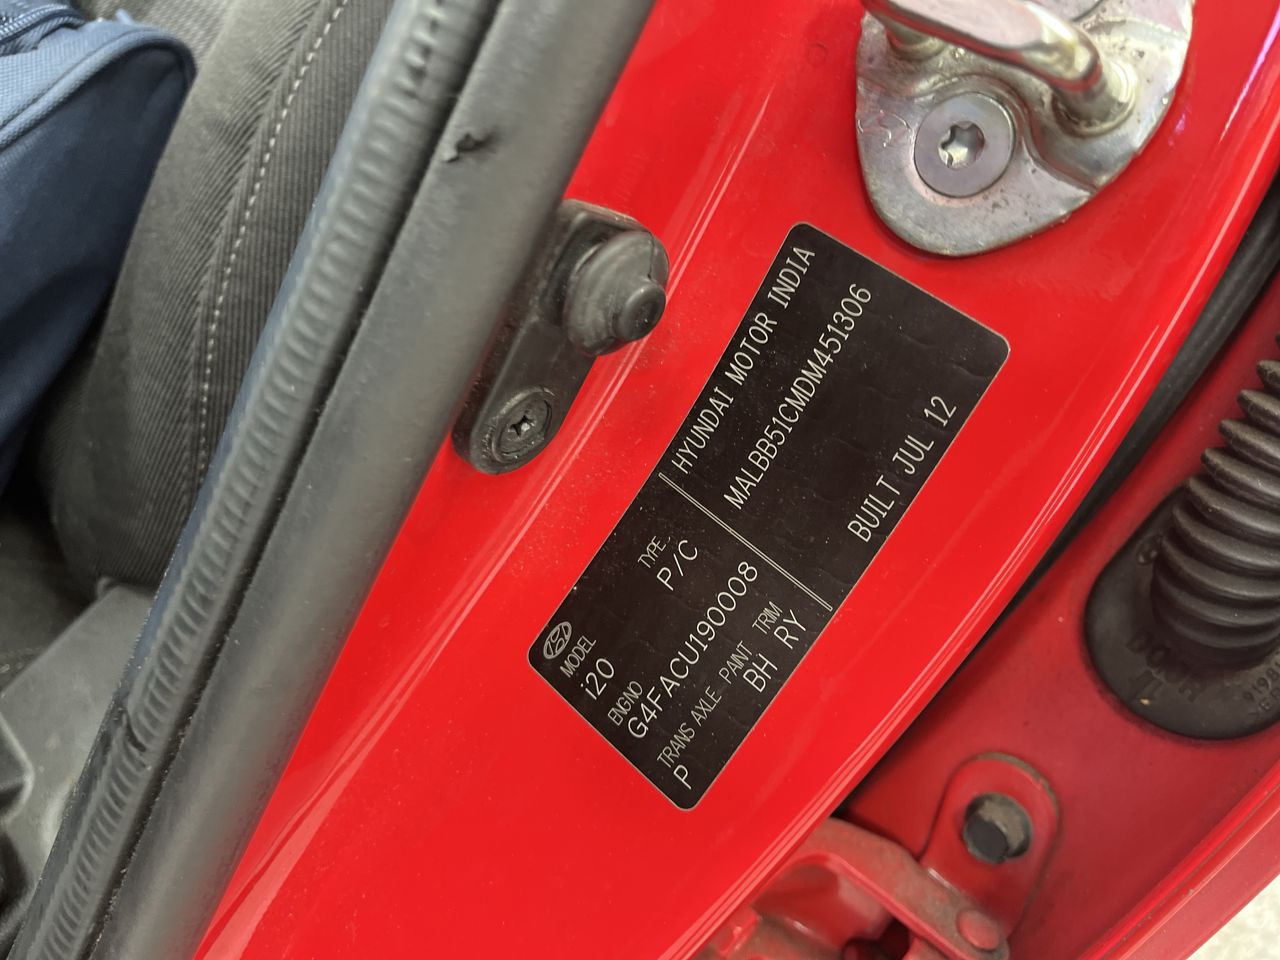 HYUNDAI MOTOR INDIA
MALBB51CMDM451306
BUILT JUL 12
MODEL TYPE
i20 P/C
ENGNO
G4FACU190008
TRANS AXLE PAINT TRIM
P BH RY